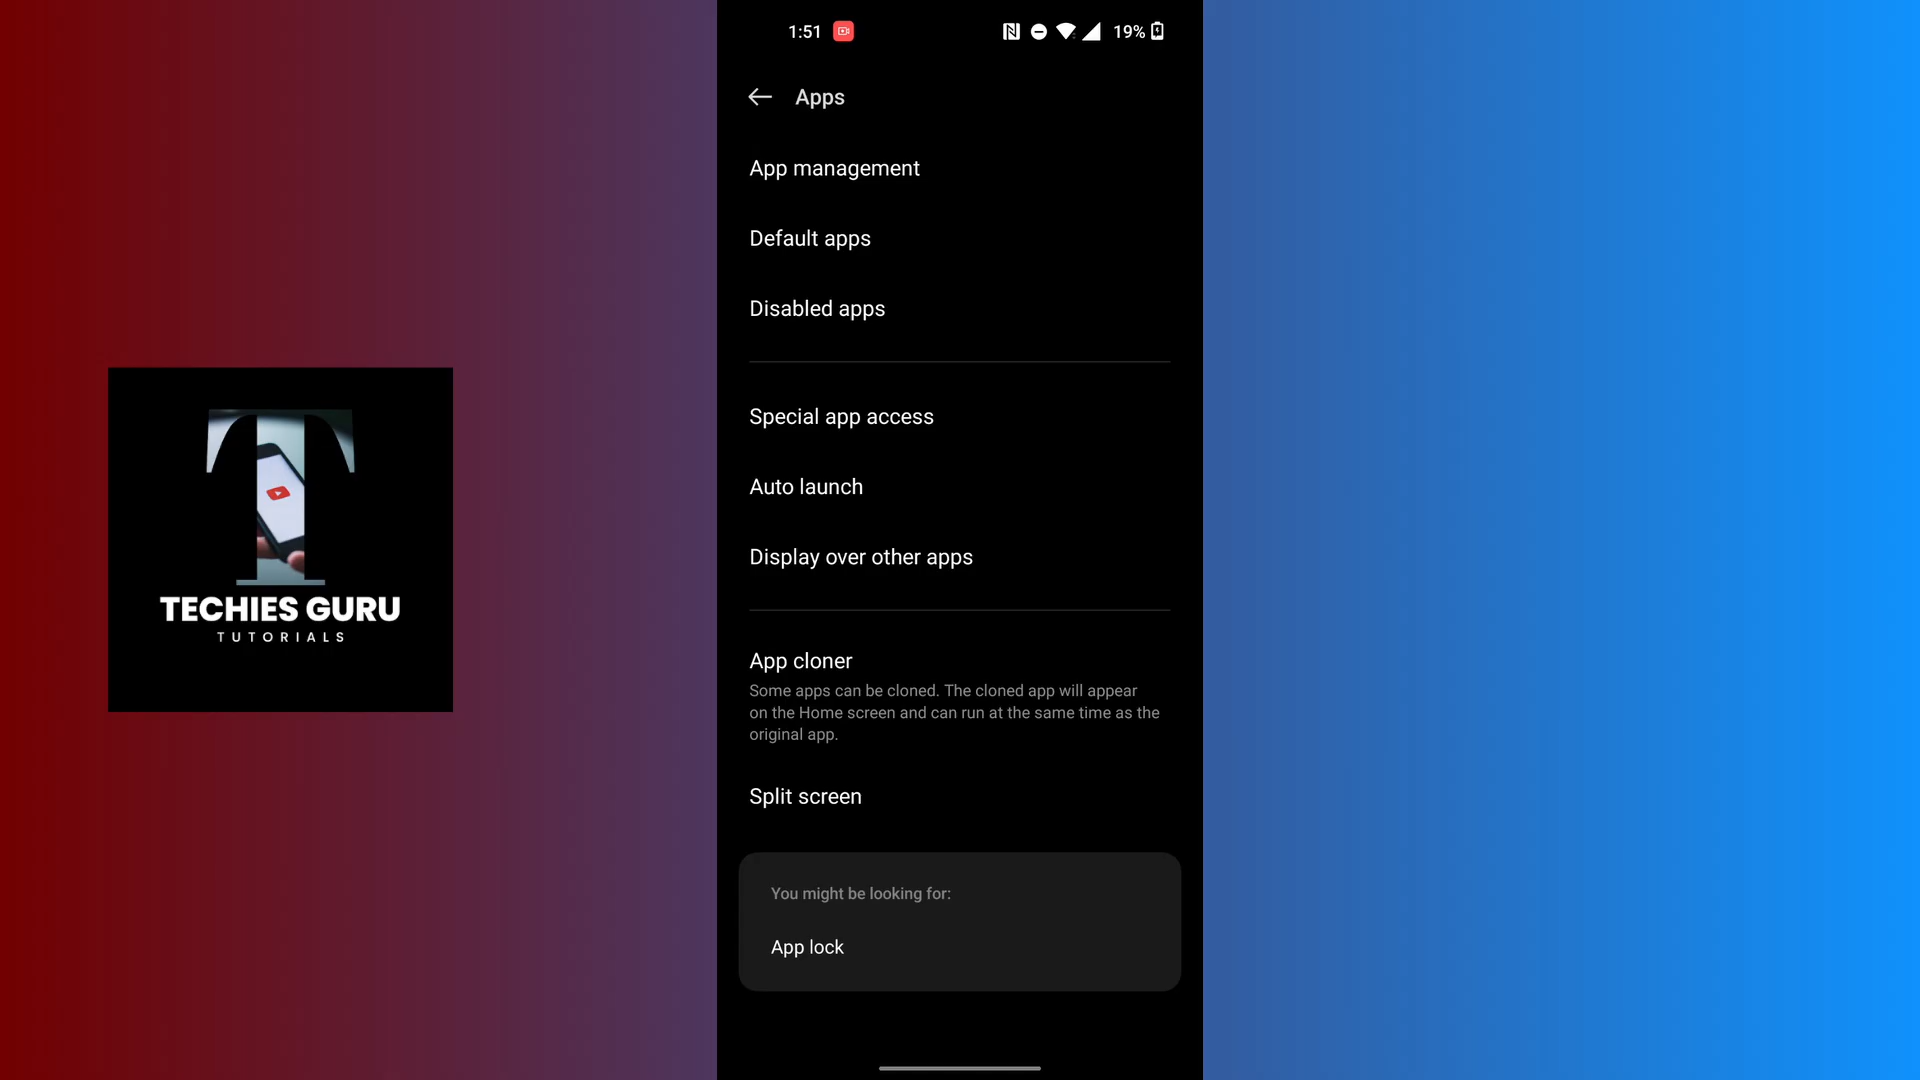 1:51
19%
Apps
App management
Default apps
Disabled apps
Special app access
Auto launch
Display over other apps
App cloner
Some apps can be cloned. The cloned app will appear
on the Home screen and can run at the same time as the
original app.
Split screen
You might be looking for:
App lock
T
TECHIES GURU
TUTORIALS